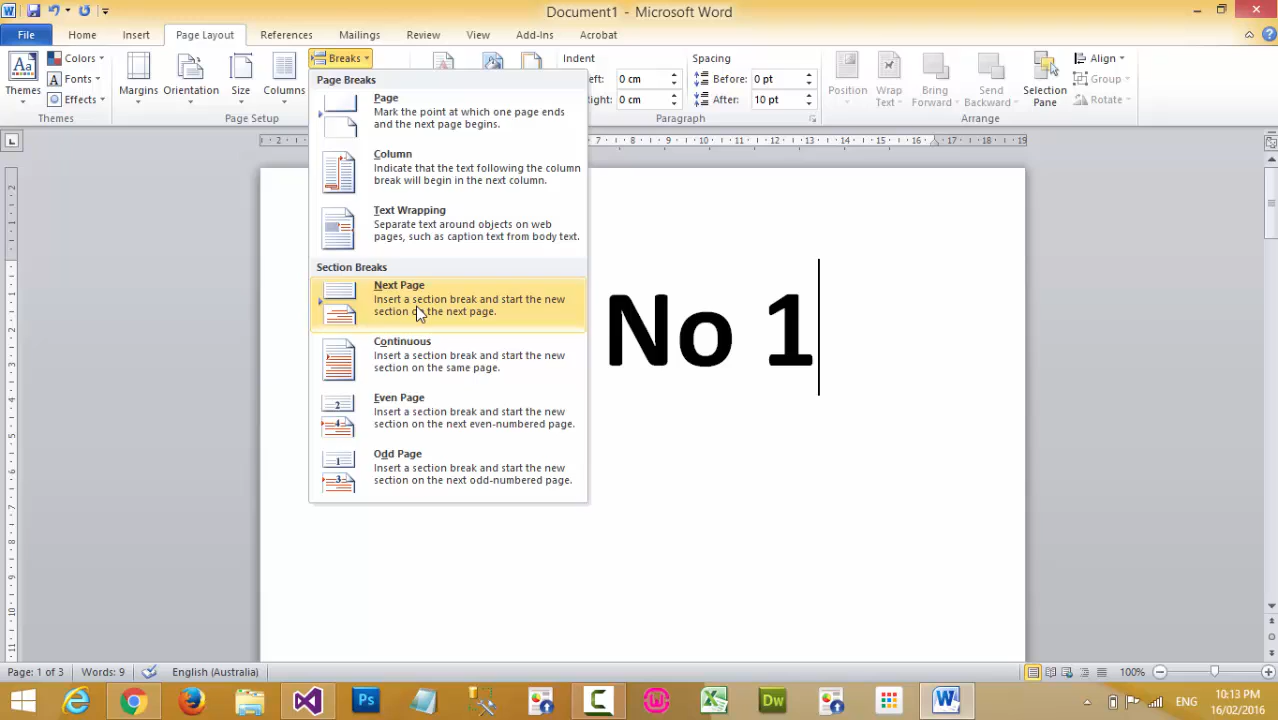 Document1 - Microsoft Word
File Home Insert Page Layout References Mailings Review View Add-Ins Acrobat
Themes
Colors
Fonts
Effects
Themes
Margins Orientation Size Columns
Breaks
Page Setup
Indent
Left: 0 cm
Right: 0 cm
Spacing
Before: 0 pt
After: 10 pt
Paragraph
Position
Wrap
Text
Bring
Forward
Send
Backward
Selection
Pane
Align
Group
Rotate
Arrange
Page Breaks
Page
Mark the point at which one page ends
and the next page begins.
Column
Indicate that the text following the column
break will begin in the next column.
Text Wrapping
Separate text around objects on web
pages, such as caption text from body text.
Section Breaks
Next Page
Insert a section break and start the new
section on the next page.
Continuous
Insert a section break and start the new
section on the same page.
Even Page
Insert a section break and start the new
section on the next even-numbered page.
Odd Page
Insert a section break and start the new
section on the next odd-numbered page.
No 1
Page: 1 of 3 Words: 9 English (Australia) 100%
ENG
10:13 PM
16/02/2016